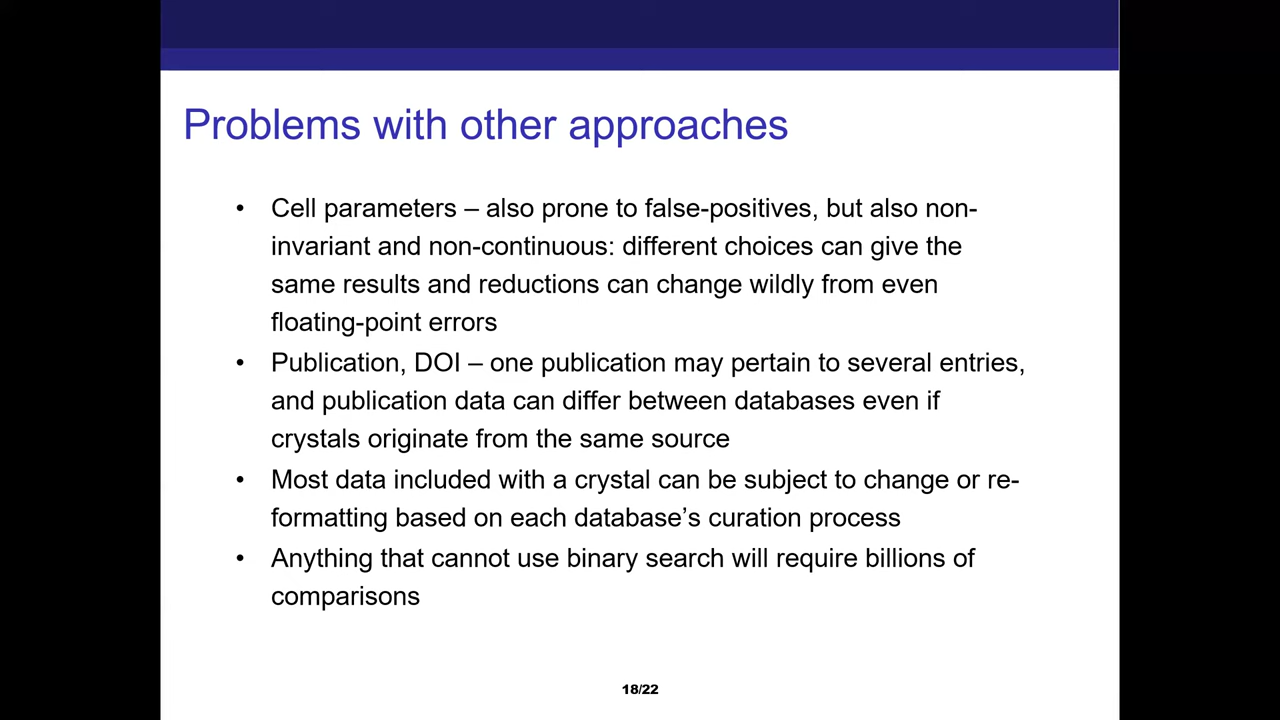 Problems with other approaches
• Cell parameters – also prone to false-positives, but also non-
invariant and non-continuous: different choices can give the
same results and reductions can change wildly from even
floating-point errors
• Publication, DOI – one publication may pertain to several entries,
and publication data can differ between databases even if
crystals originate from the same source
• Most data included with a crystal can be subject to change or re-
formatting based on each database’s curation process
• Anything that cannot use binary search will require billions of
comparisons
18/22